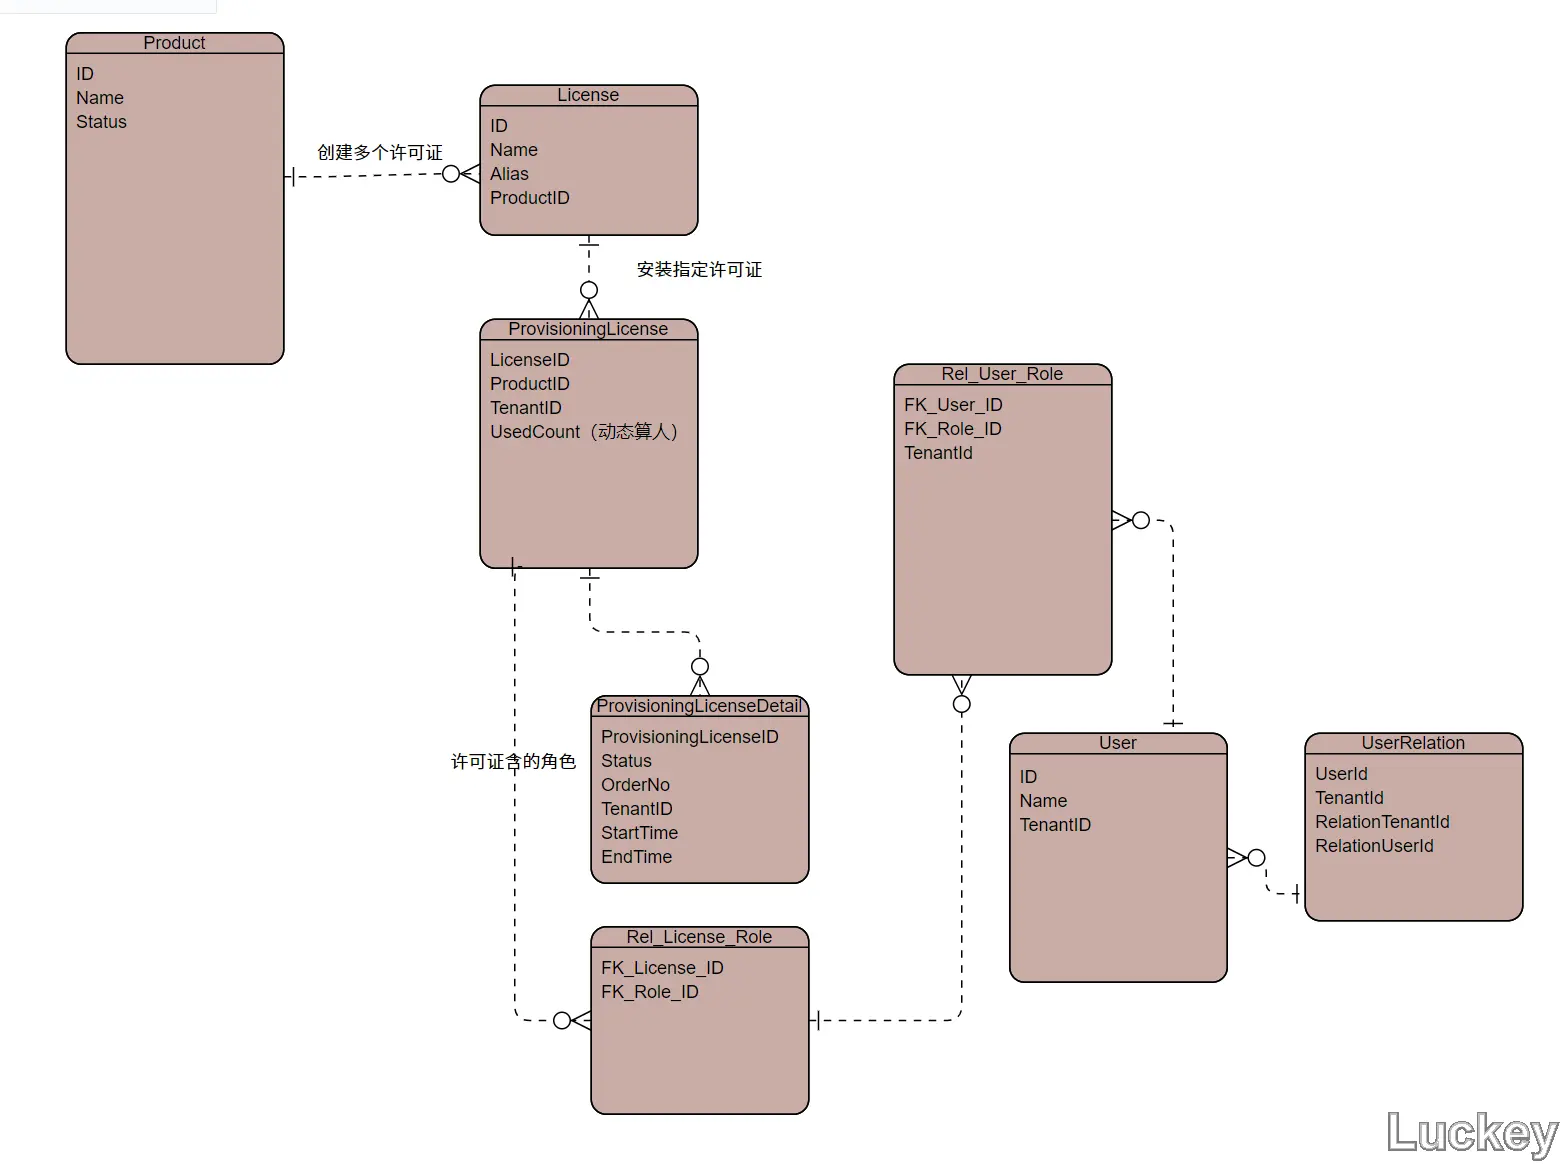 Product
ID
Name
Status
创建多个许可证
License
ID
Name
Alias
ProductID
安装指定许可证
ProvisioningLicense
LicenseID
ProductID
TenantID
UsedCount（动态算人）
Rel_User_Role
FK_User_ID
FK_Role_ID
TenantId
许可证含的角色
ProvisioningLicenseDetail
ProvisioningLicenseID
Status
OrderNo
TenantID
StartTime
EndTime
User
ID
Name
TenantID
UserRelation
UserId
TenantId
RelationTenantId
RelationUserId
Rel_License_Role
FK_License_ID
FK_Role_ID
Luckey